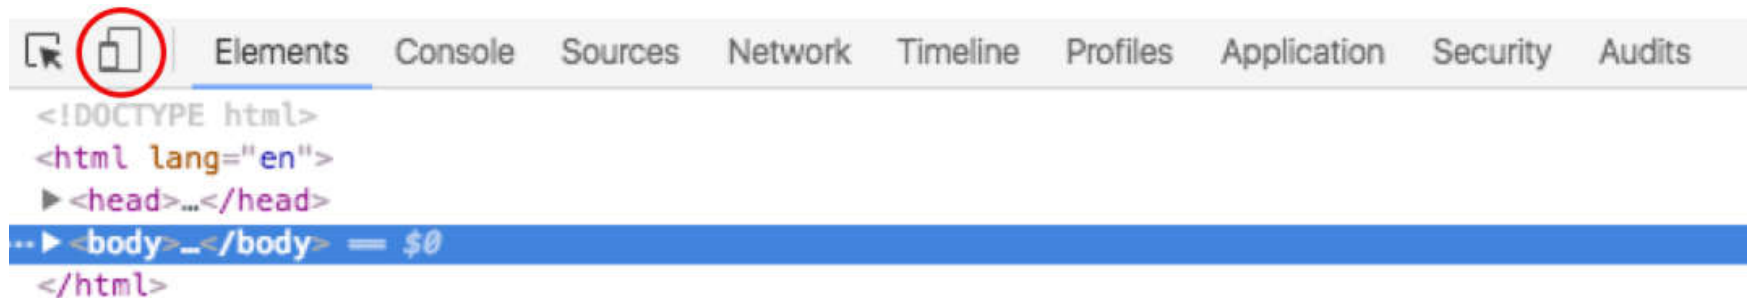 Elements Console Sources Network Timeline Profiles Application Security Audits
<!DOCTYPE html>
<html lang="en">
▶<head>…</head>
…▶<body>…</body> == $0
</html>